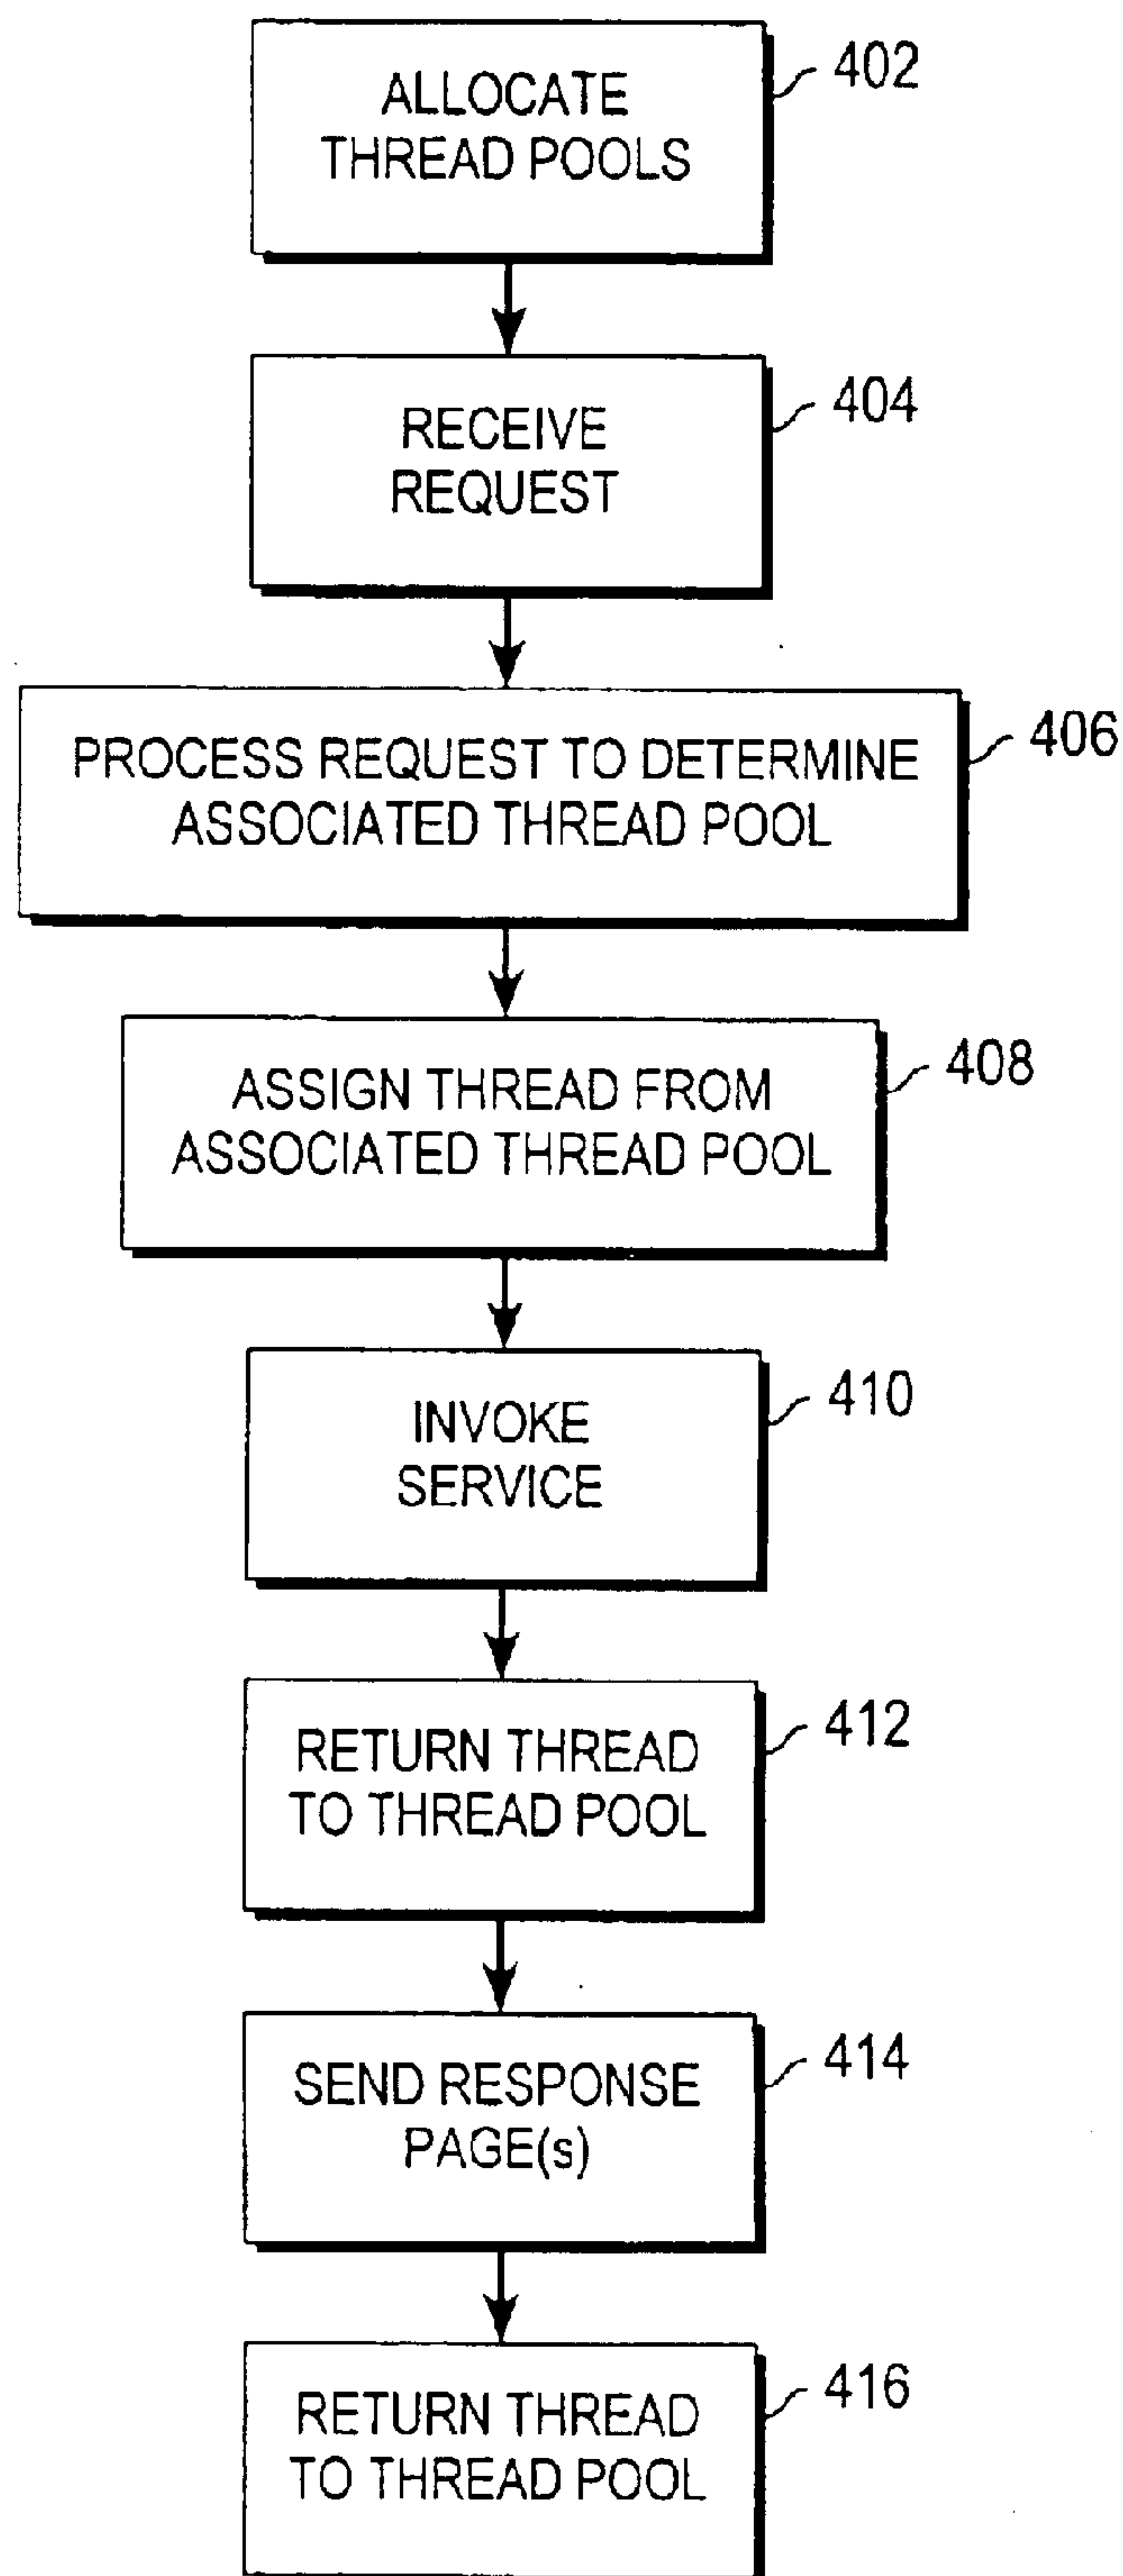 ALLOCATE
THREAD POOLS
402
RECEIVE
REQUEST
404
PROCESS REQUEST TO DETERMINE
ASSOCIATED THREAD POOL
406
ASSIGN THREAD FROM
ASSOCIATED THREAD POOL
408
INVOKE
SERVICE
410
RETURN THREAD
TO THREAD POOL
412
SEND RESPONSE
PAGE(s)
414
RETURN THREAD
TO THREAD POOL
416